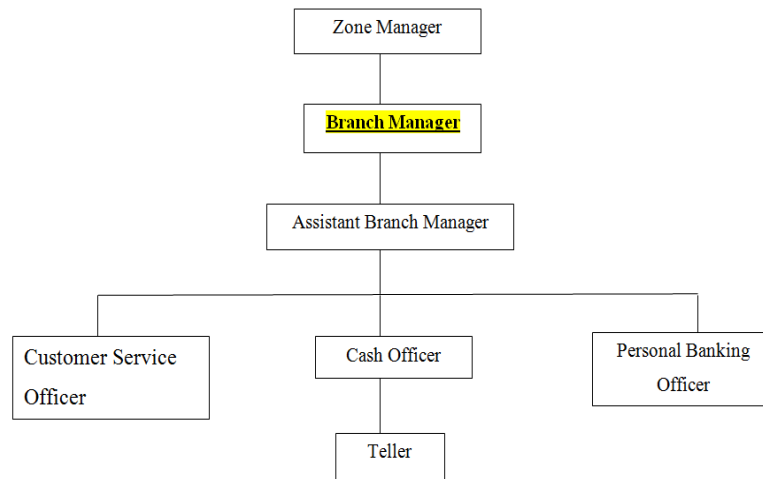 Zone Manager
Branch Manager
Assistant Branch Manager
Customer Service
Officer
Cash Officer
Personal Banking
Officer
Teller